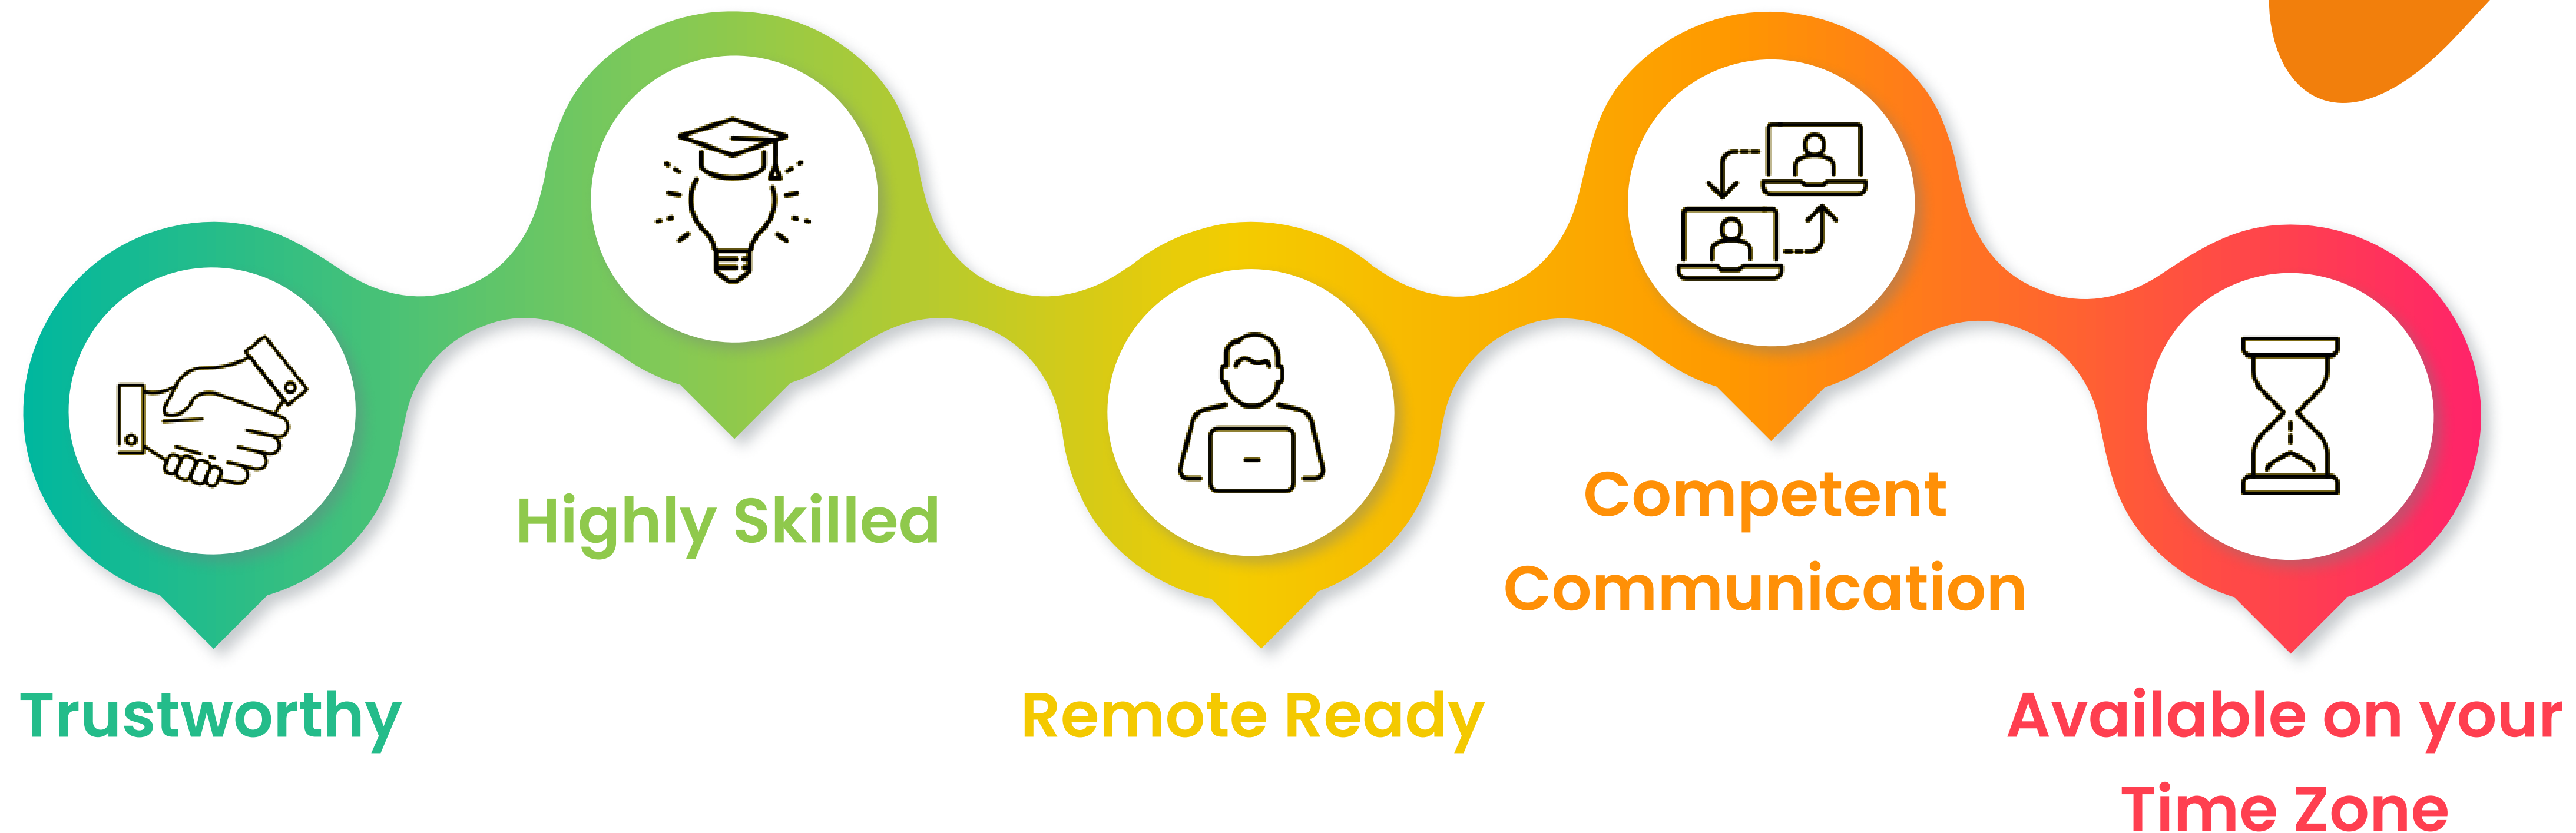 Trustworthy
Highly Skilled
Remote Ready
Competent
Communication
Available on your
Time Zone